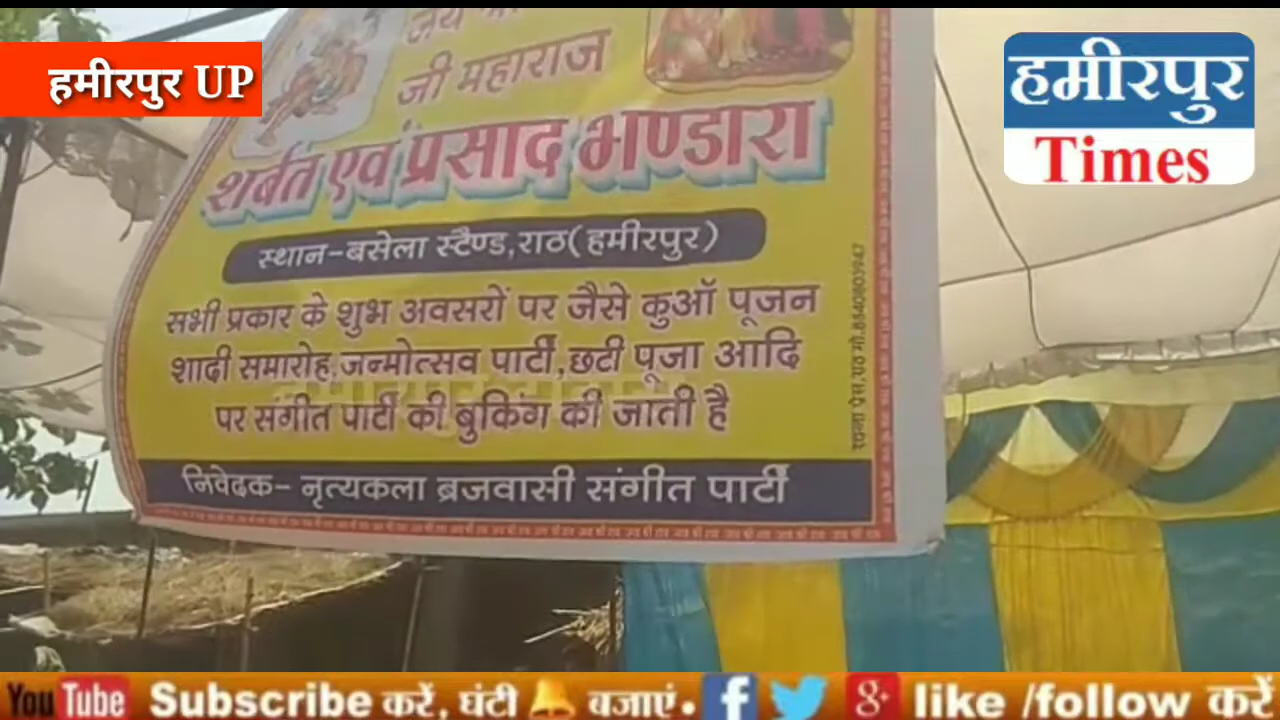 हमीरपुर UP
हमीरपुर
Times
जय
जी महाराज
शर्बत एवं प्रसाद भण्डारा
स्थान-बसेला स्टैण्ड,राठ(हमीरपुर)
सभी प्रकार के शुभ अवसरों पर जैसे कुऑ पूजन
शादी समारोह,जन्मोत्सव पार्टी,छटी पूजा आदि
पर संगीत पार्टी की बुकिंग की जाती है
निवेदक- नृत्यकला ब्रजवासी संगीत पार्टी
YouTube Subscribe करें, घंटी बजाएं. f g+ like /follow करें